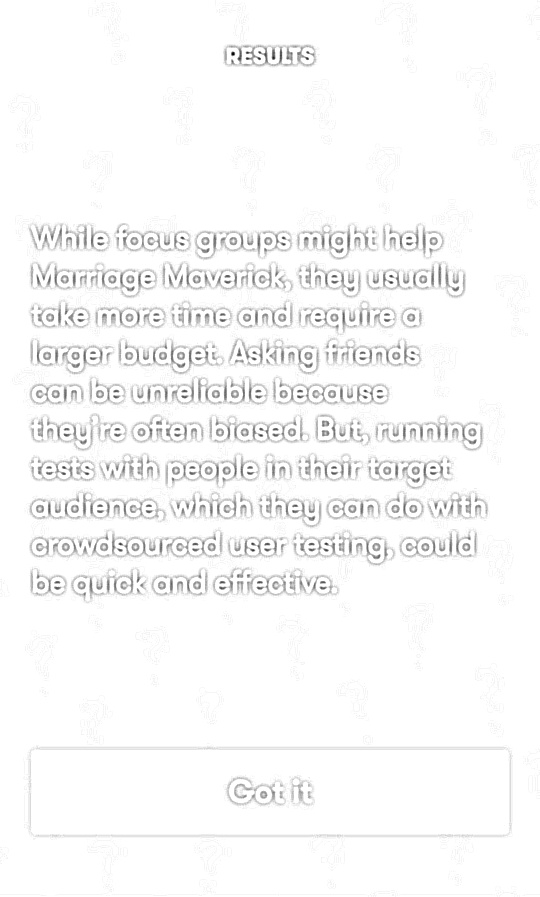 RESULTS
While focus groups might help
Marriage Maverick, they usually
take more time and require a
larger budget. Asking friends
can be unreliable because
they're often biased. But, running
tests with people in their target
audience, which they can do with
crowdsourced user testing, could
be quick and effective.
Got it